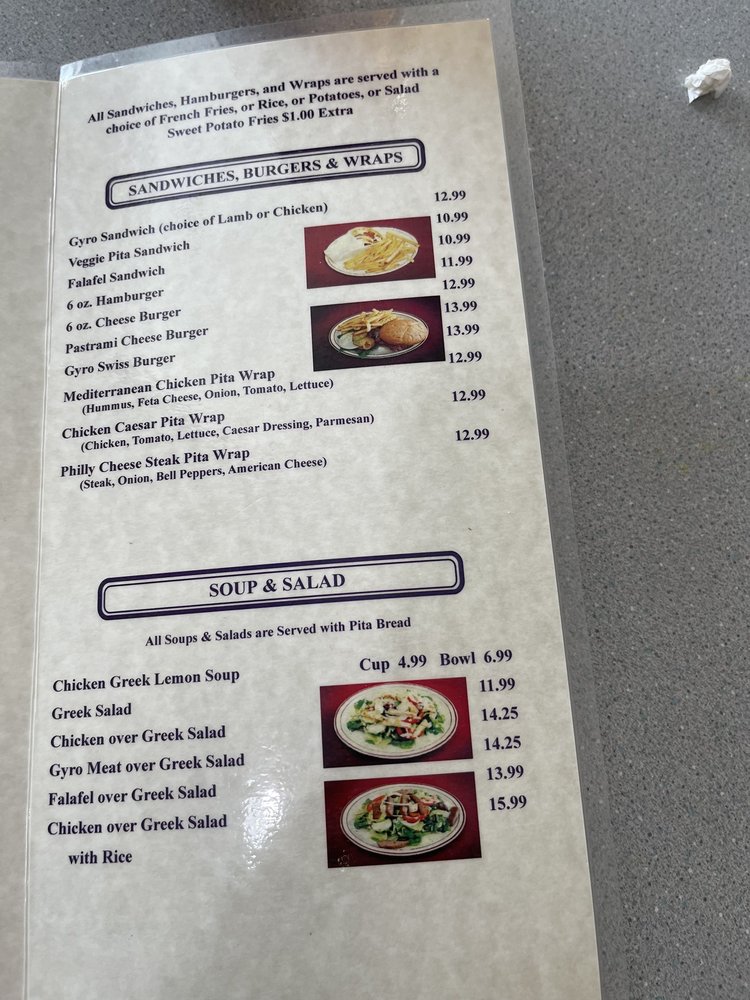 All Sandwiches, Hamburgers, and Wraps are served with a
choice of French Fries, or Rice, or Potatoes, or Salad
Sweet Potato Fries $1.00 Extra
SANDWICHES, BURGERS & WRAPS
Gyro Sandwich (choice of Lamb or Chicken) 12.99
Veggie Pita Sandwich 10.99
Falafel Sandwich 10.99
6 oz. Hamburger 11.99
6 oz. Cheese Burger 12.99
Pastrami Cheese Burger 13.99
Gyro Swiss Burger 13.99
Mediterranean Chicken Pita Wrap 12.99
(Hummus, Feta Cheese, Onion, Tomato, Lettuce)
Chicken Caesar Pita Wrap 12.99
(Chicken, Tomato, Lettuce, Caesar Dressing, Parmesan)
Philly Cheese Steak Pita Wrap 12.99
(Steak, Onion, Bell Peppers, American Cheese)
SOUP & SALAD
All Soups & Salads are Served with Pita Bread
Chicken Greek Lemon Soup Cup 4.99 Bowl 6.99
Greek Salad 11.99
Chicken over Greek Salad 14.25
Gyro Meat over Greek Salad 14.25
Falafel over Greek Salad 13.99
Chicken over Greek Salad 15.99
with Rice